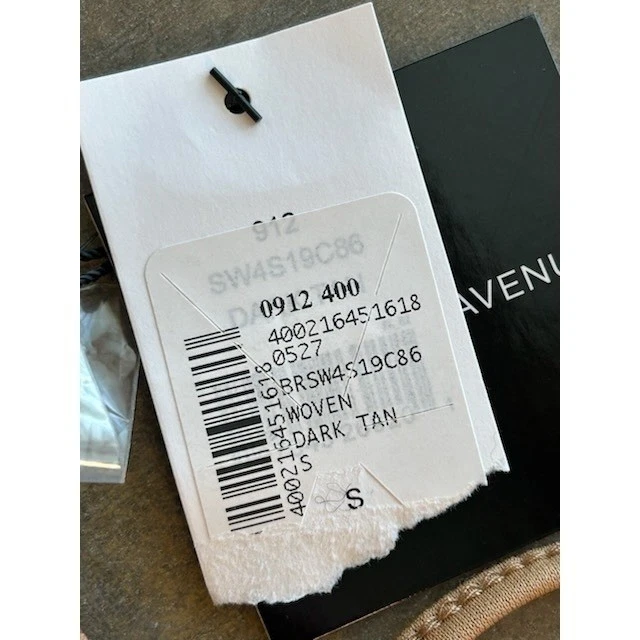 912
SW4S19C86
0912 400
400216451618
0527
BRSW4S19C86
WOVEN
DARK TAN
S
S
400216451618
AVENU